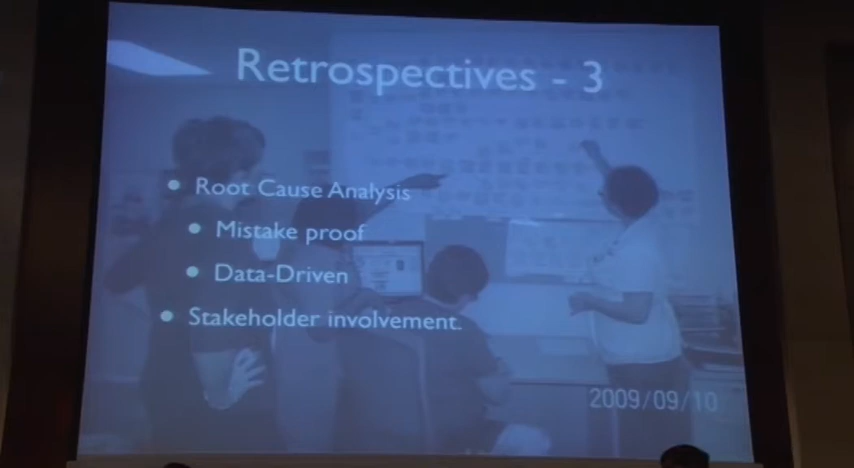 Retrospectives - 3
Root Cause Analysis
Mistake proof
Data-Driven
Stakeholder involvement.
2009/09/10